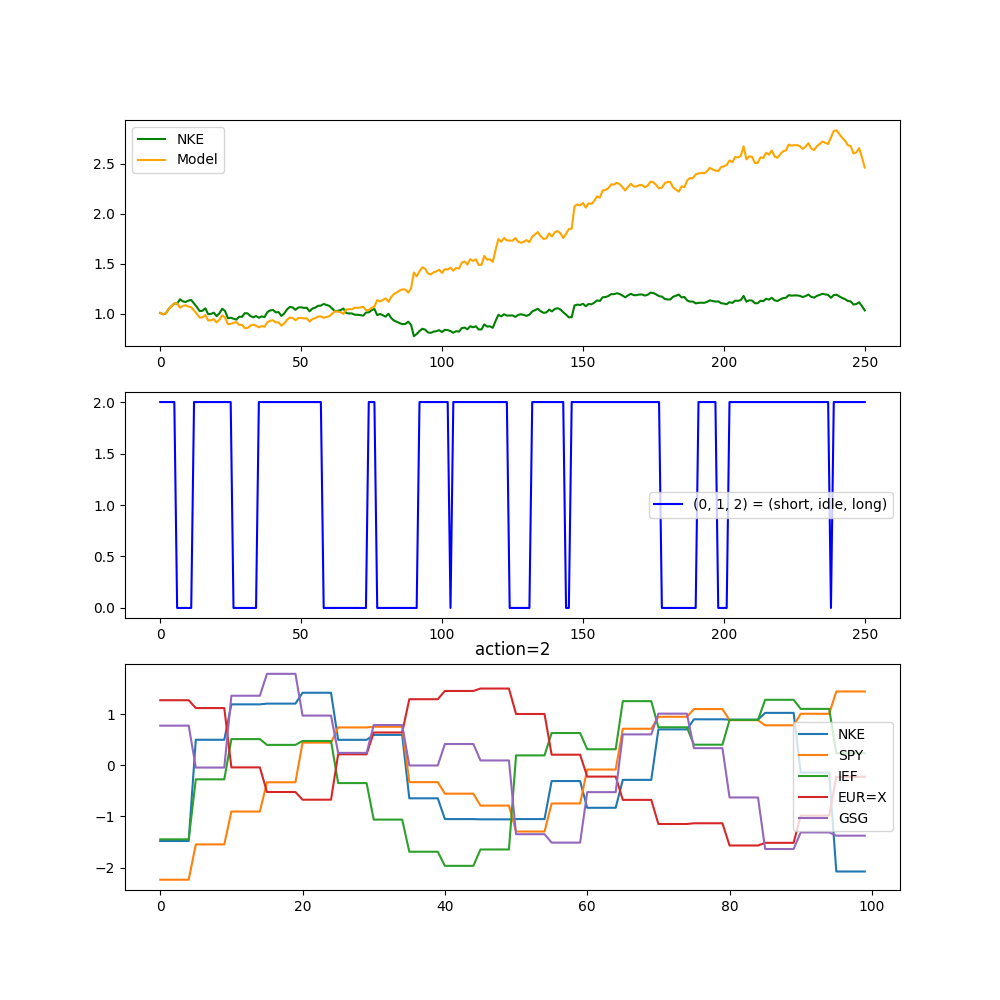 NKE
Model
2.5
2.0
1.5
1.0
0 50 100 150 200 250
2.0
1.5
1.0
0.5
0.0
(0, 1, 2) = (short, idle, long)
0 50 100 150 200 250
action=2
1
0
−1
−2
NKE
SPY
IEF
EUR=X
GSG
0 20 40 60 80 100